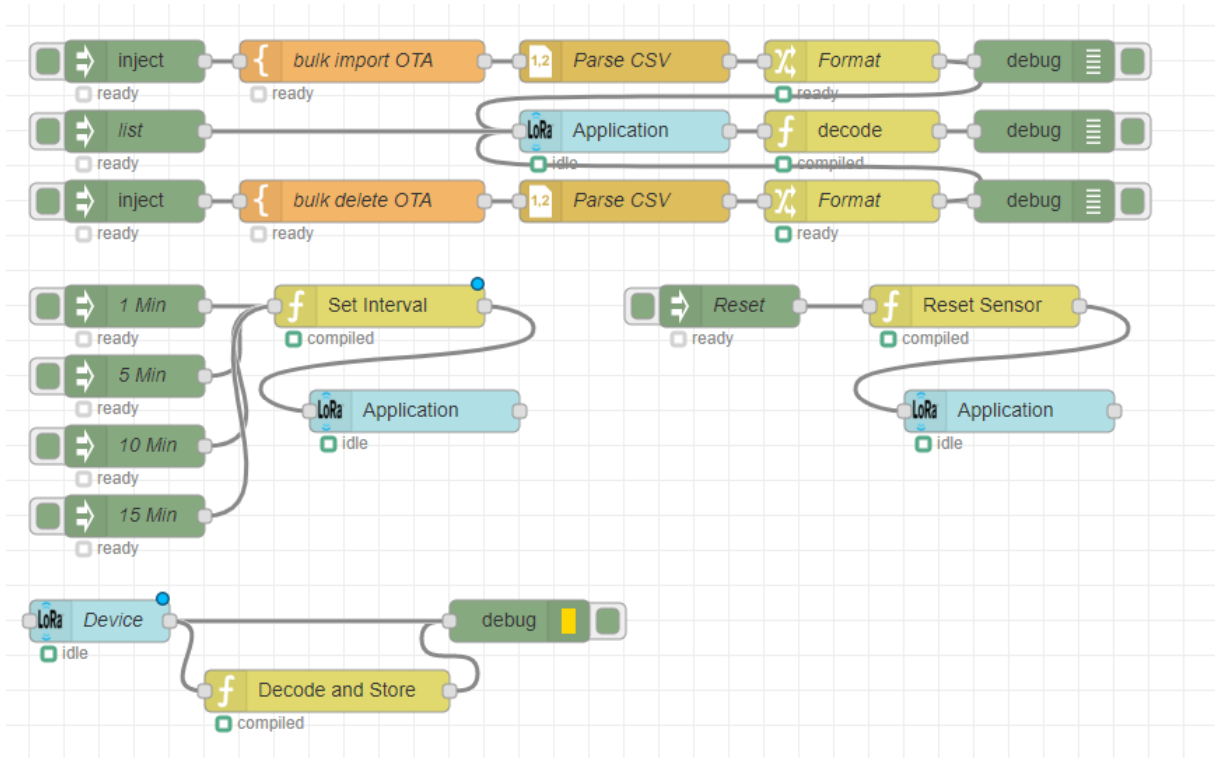 inject { bulk import OTA 1,2 Parse CSV Format debug
ready ready ready
list LoRa Application f decode debug
ready idle compiled
inject { bulk delete OTA 1,2 Parse CSV Format debug
ready ready ready
1 Min f Set Interval Reset f Reset Sensor
ready compiled ready compiled
5 Min
ready LoRa Application LoRa Application
10 Min idle idle
ready
15 Min
ready
LoRa Device debug
idle
f Decode and Store
compiled